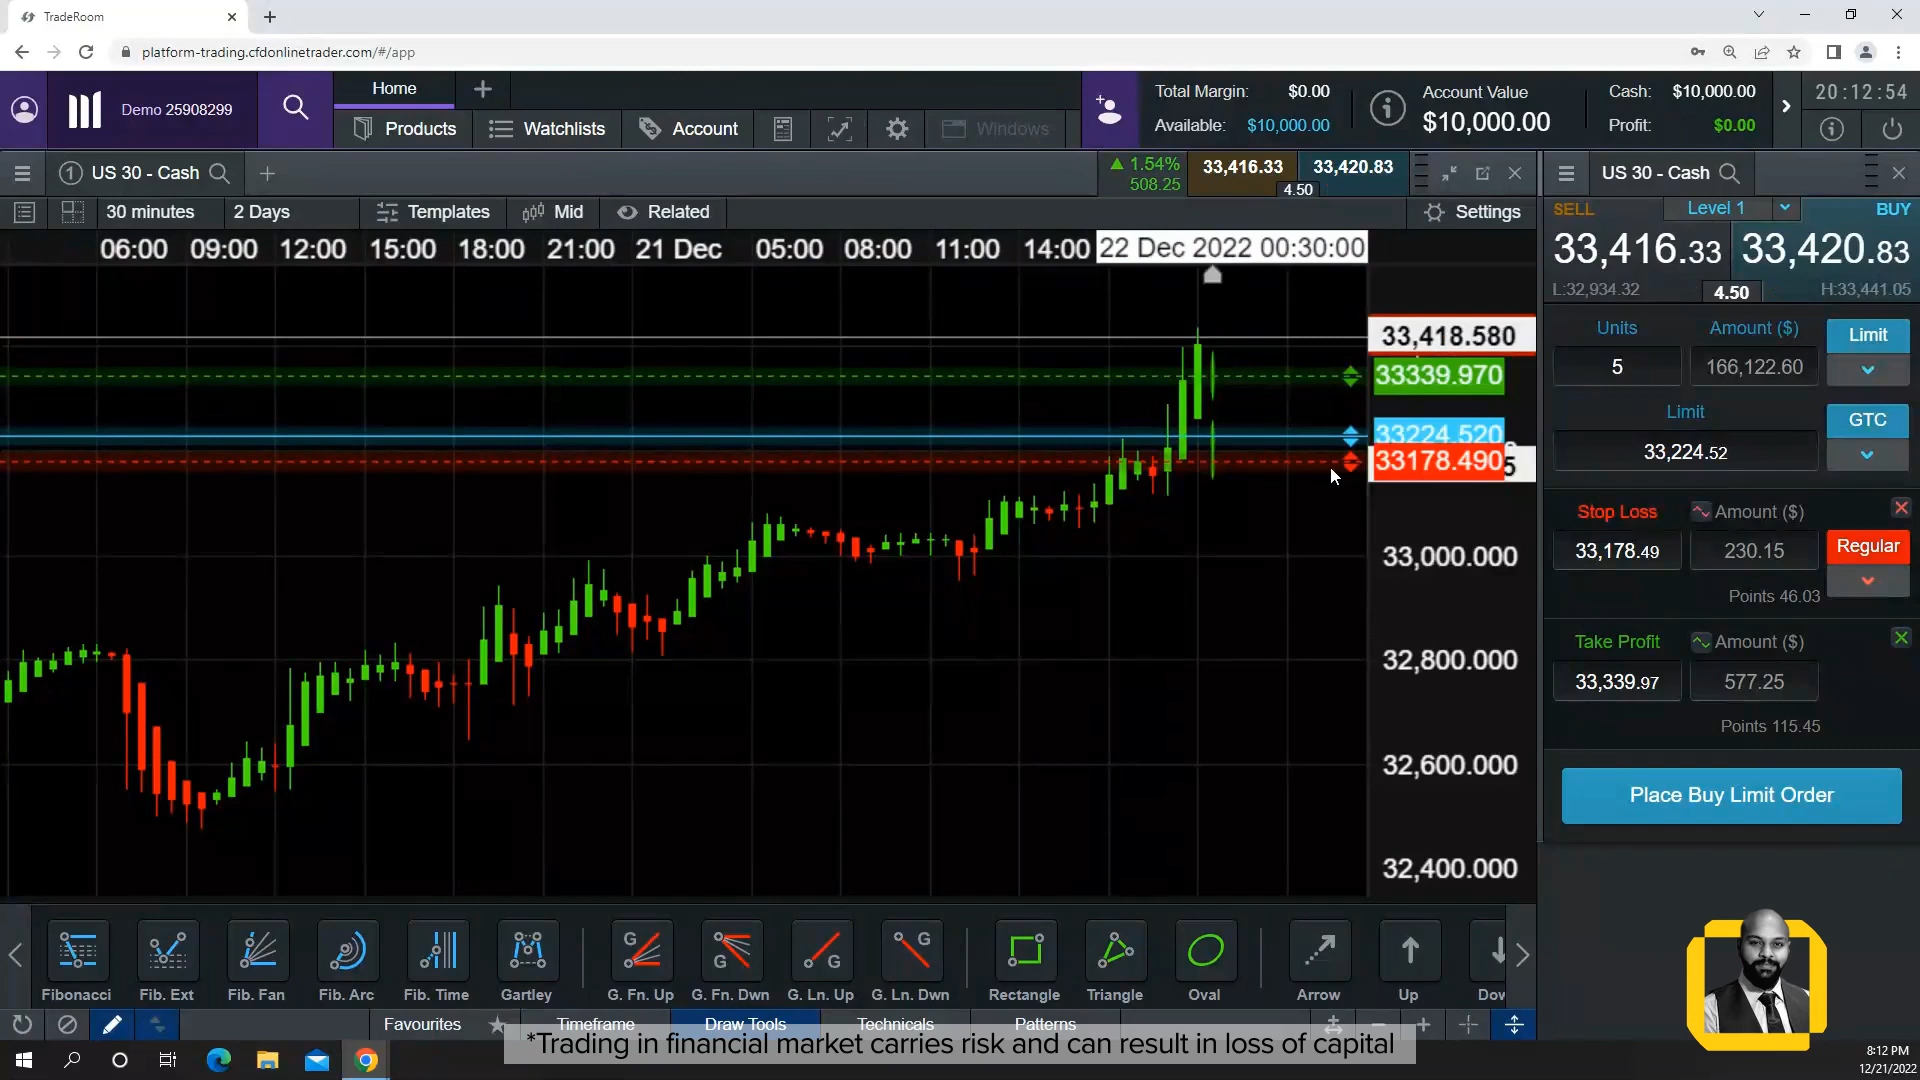 TradeRoom
platform-trading.cfdonlinetrader.com/#/app
Demo 25908299
Home
Products
Watchlists
Account
Windows
Total Margin: $0.00
Available: $10,000.00
Account Value
$10,000.00
Cash: $10,000.00
Profit: $0.00
20:12:54
1 US 30 - Cash
1.54%
508.25
33,416.33
33,420.83
4.50
US 30 - Cash
30 minutes
2 Days
Templates
Mid
Related
Settings
SELL
Level 1
BUY
33,416.33
33,420.83
L:32,934.32
4.50
H:33,441.05
06:00 09:00 12:00 15:00 18:00 21:00 21 Dec 05:00 08:00 11:00 14:00 22 Dec 2022 00:30:00
33,418.580
33339.970
33224.520
33178.490
5
33,000.000
32,800.000
32,600.000
32,400.000
Units
Amount ($)
Limit
5
166,122.60
Limit
GTC
33,224.52
Stop Loss
Amount ($)
33,178.49
230.15
Regular
Points 46.03
Take Profit
Amount ($)
33,339.97
577.25
Points 115.45
Place Buy Limit Order
Fibonacci
Fib. Ext
Fib. Fan
Fib. Arc
Fib. Time
Gartley
G G G G
G. Fn. Up
G. Fn. Dwn
G. Ln. Up
G. Ln. Dwn
Rectangle
Triangle
Oval
Arrow
Up
Dov
Favourites
Timeframe
Draw Tools
Technicals
Patterns
*Trading in financial market carries risk and can result in loss of capital
8:12 PM
12/21/2022